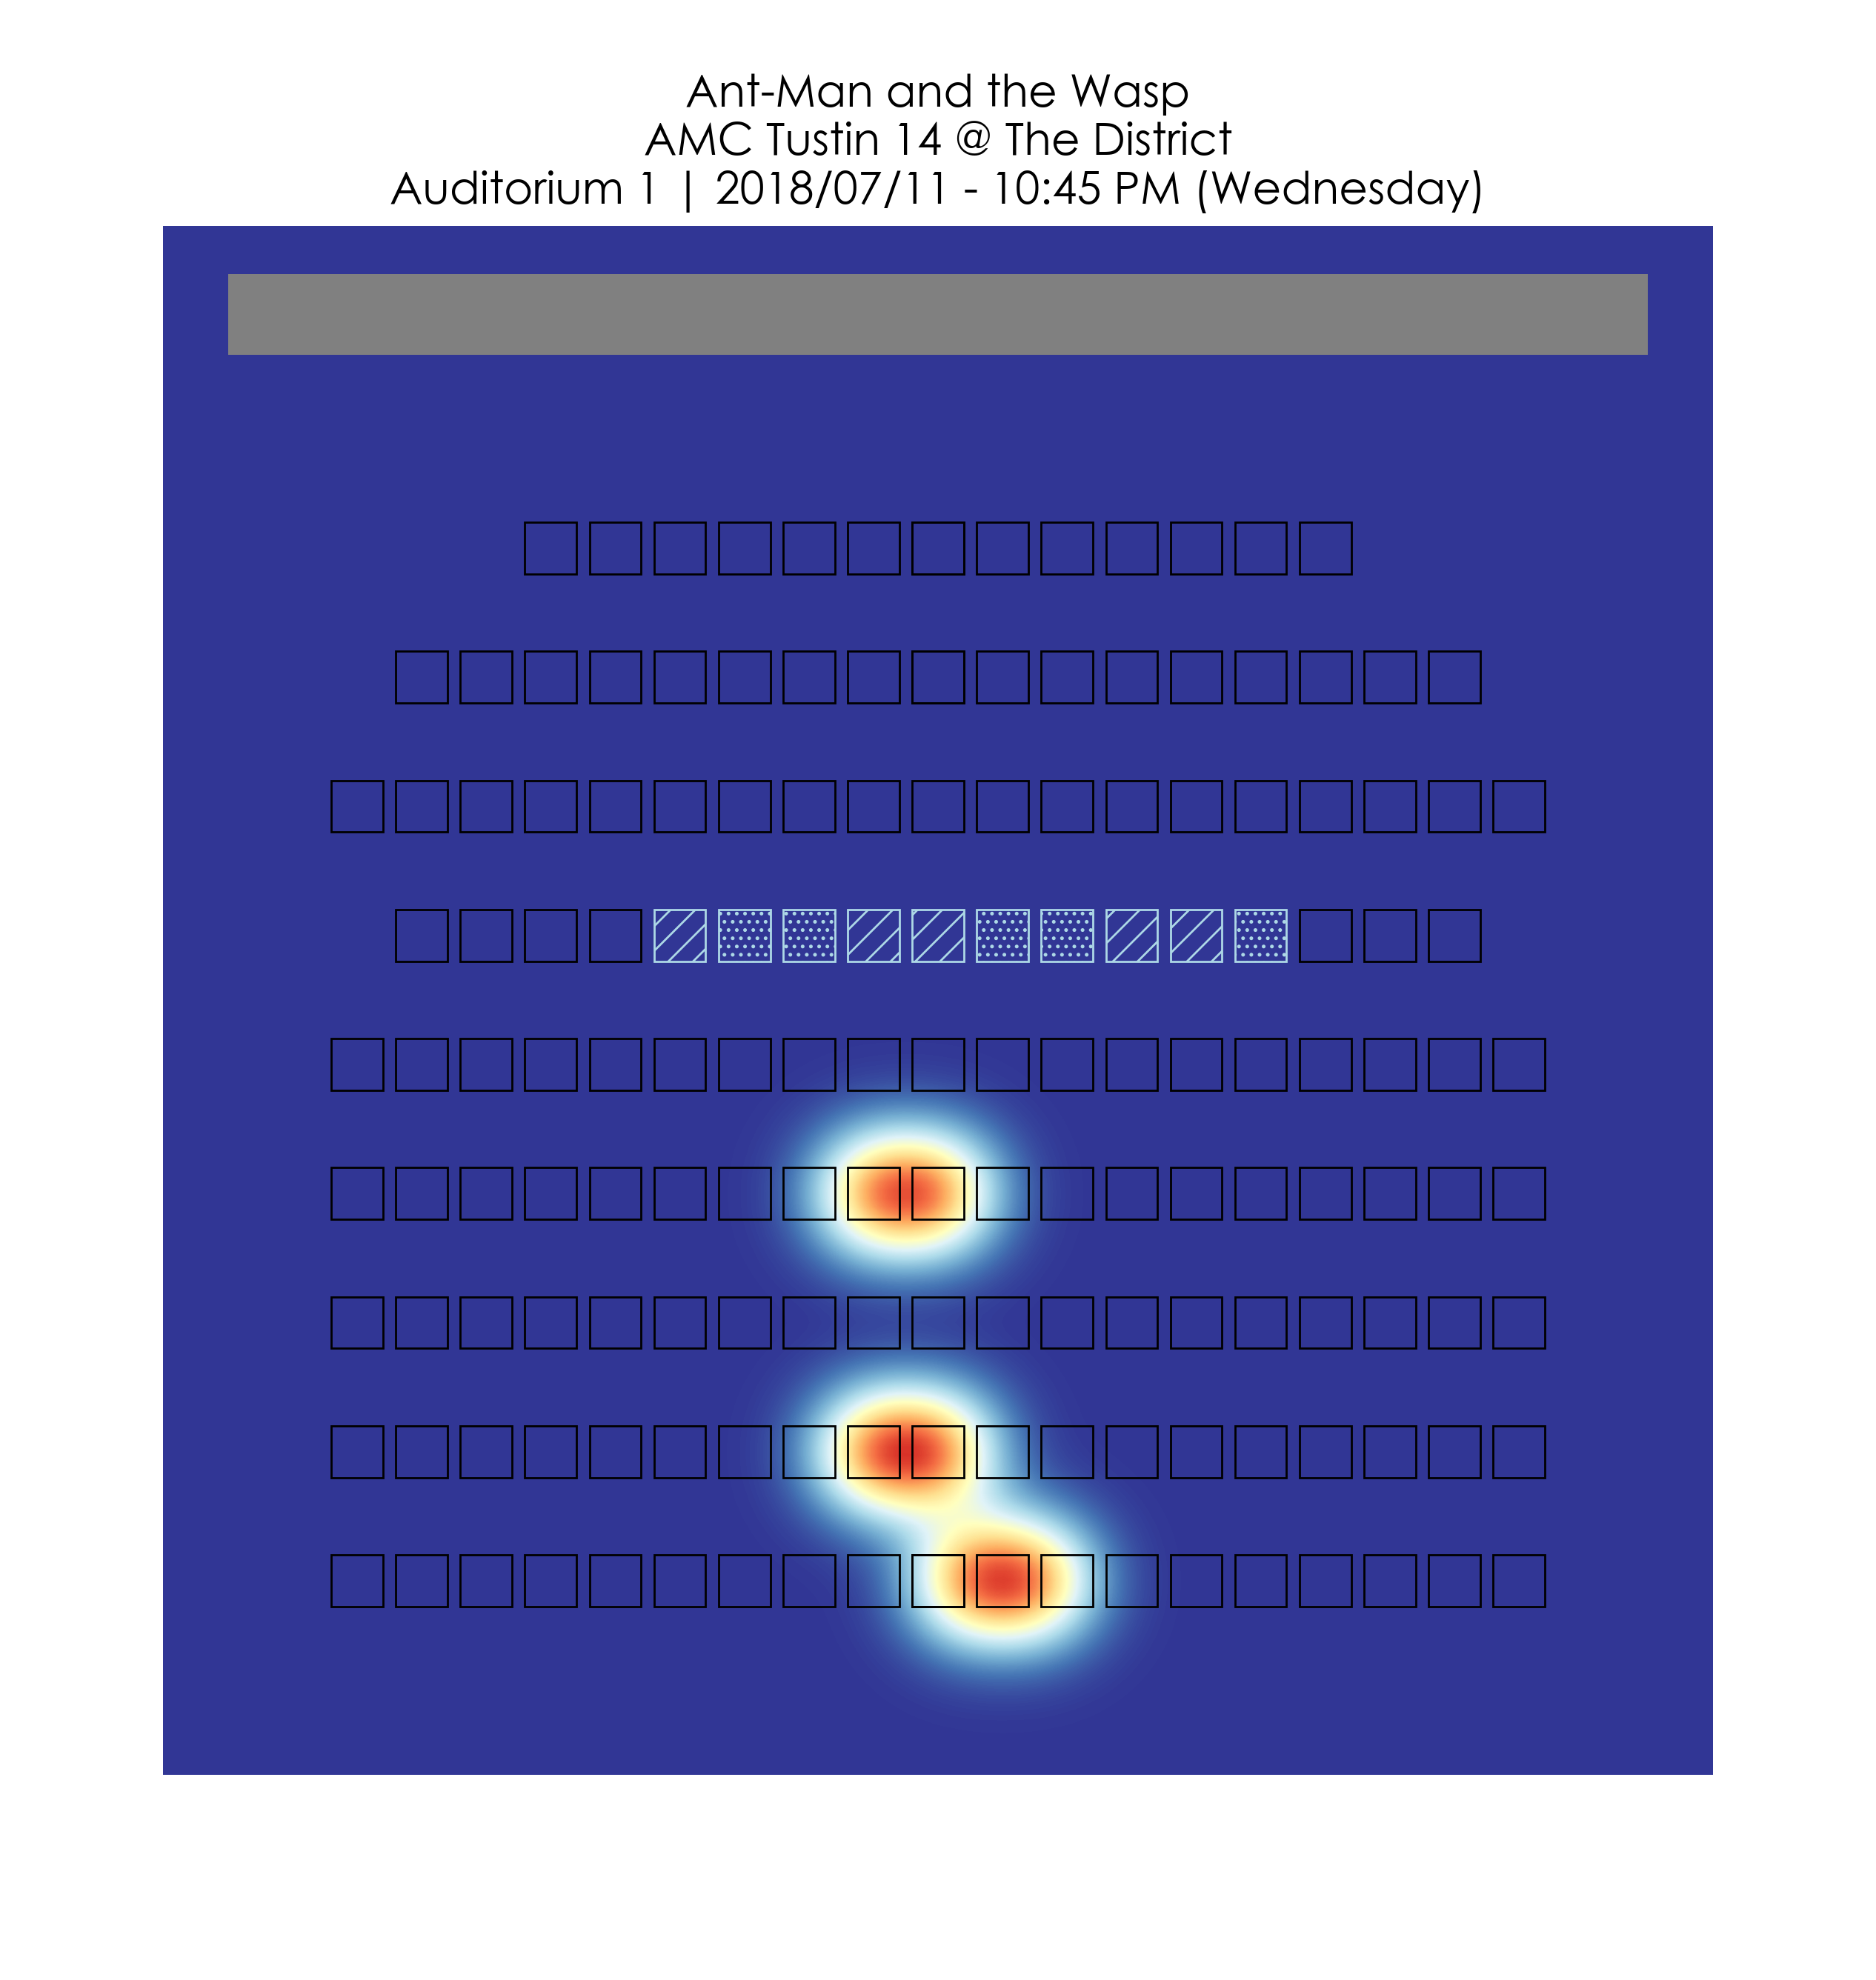 Ant-Man and the Wasp
AMC Tustin 14 @ The District
Auditorium 1 | 2018/07/11 - 10:45 PM (Wednesday)